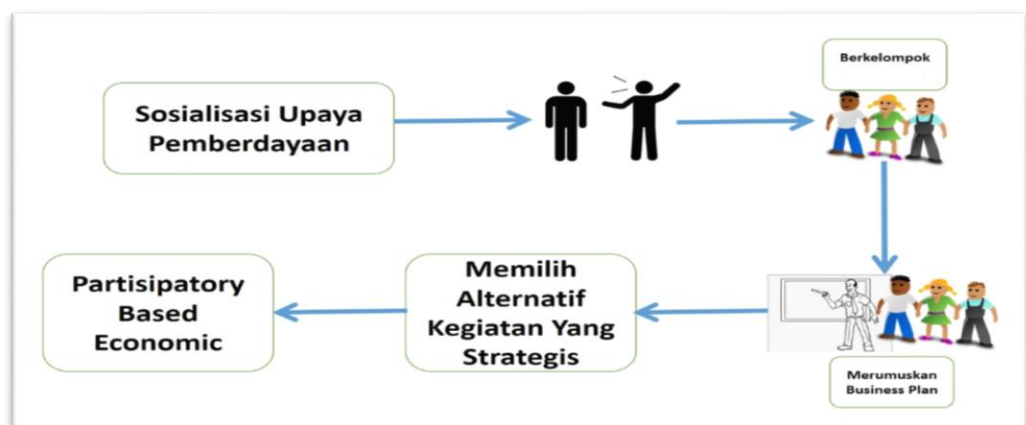 Sosialisasi Upaya
Pemberdayaan
Berkelompok
Merumuskan
Business Plan
Memilih
Alternatif
Kegiatan Yang
Strategis
Partisipatory
Based
Economic